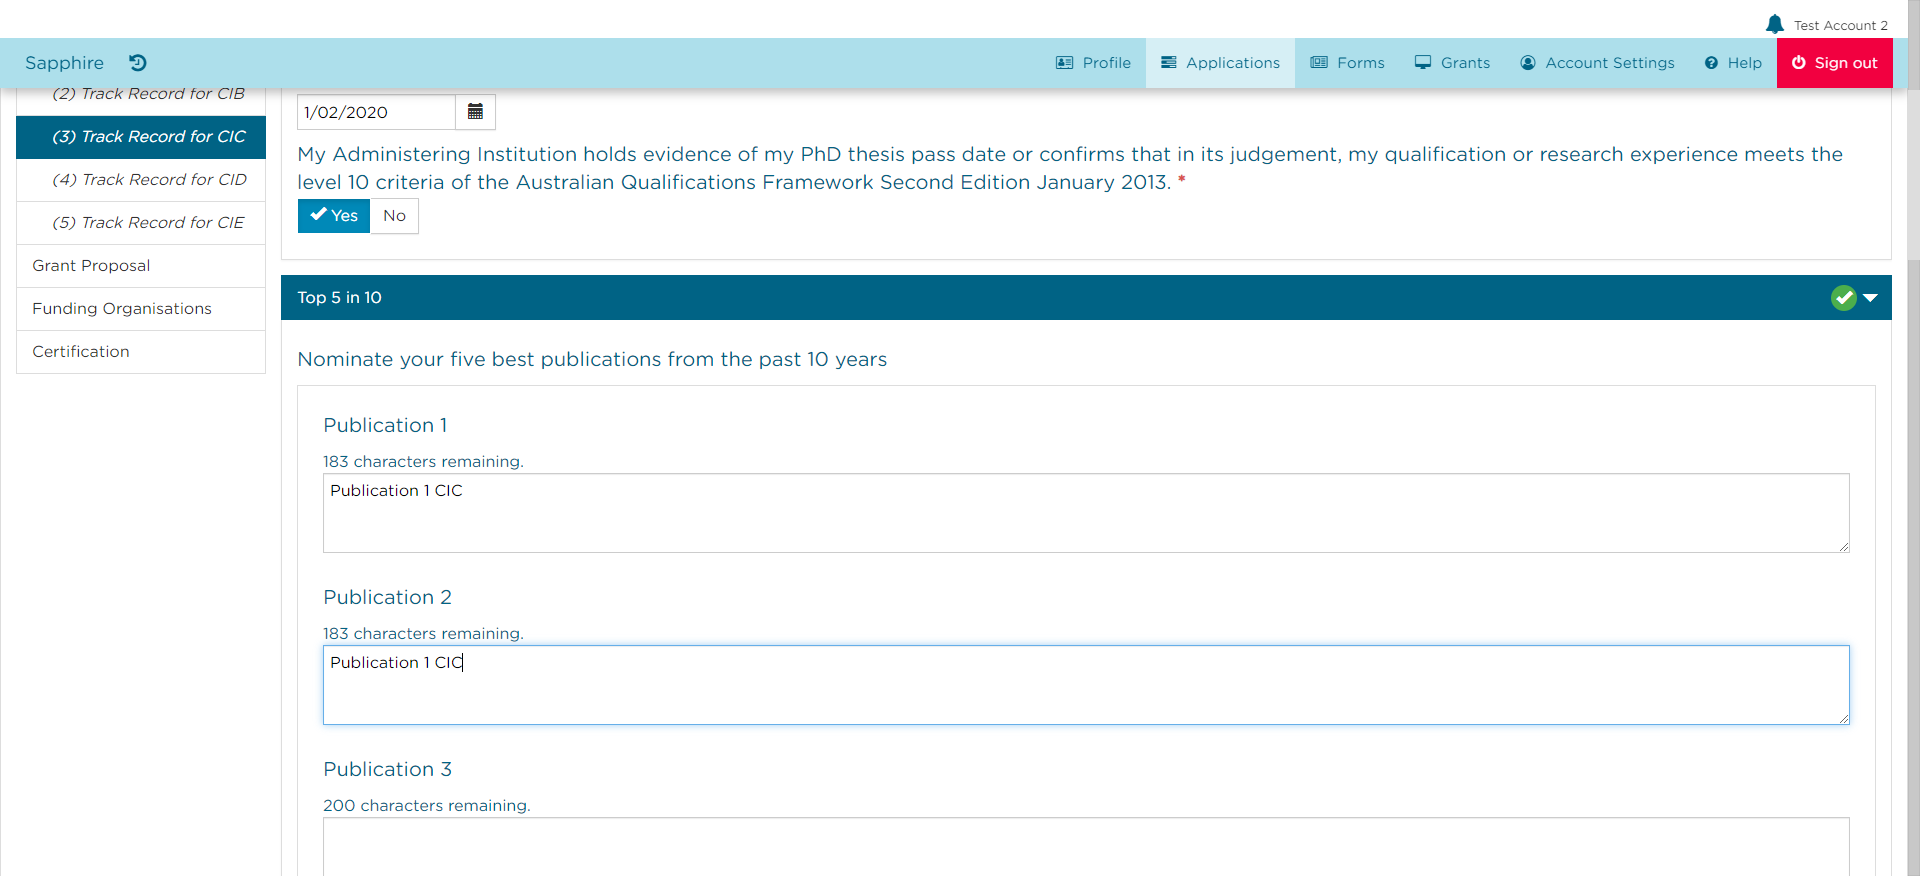 Test Account 2
Sapphire
Profile
Applications
Forms
Grants
Account Settings
Help
Sign out
(2) Track Record for CIB
(3) Track Record for CIC
(4) Track Record for CID
(5) Track Record for CIE
Grant Proposal
Funding Organisations
Certification
1/02/2020
My Administering Institution holds evidence of my PhD thesis pass date or confirms that in its judgement, my qualification or research experience meets the
level 10 criteria of the Australian Qualifications Framework Second Edition January 2013. *
Yes
No
Top 5 in 10
Nominate your five best publications from the past 10 years
Publication 1
183 characters remaining.
Publication 1 CIC
Publication 2
183 characters remaining.
Publication 1 CIC
Publication 3
200 characters remaining.